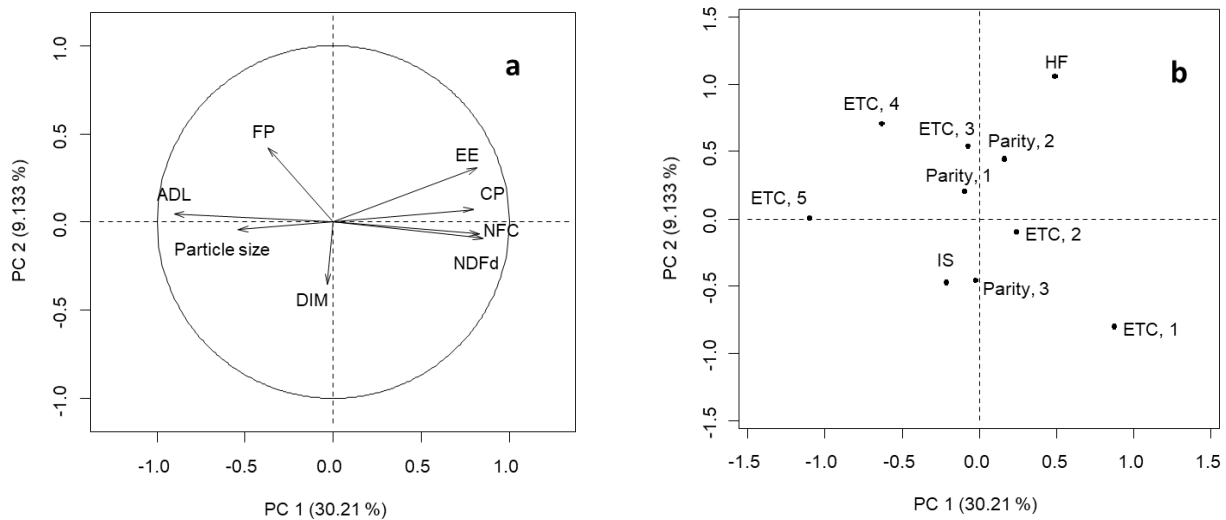 a
1.0
0.5
0.0
-0.5
-1.0
PC 2 (9.133 %)
FP
EE
ADL
CP
NFC
Particle size
NDFd
DIM
-1.0 -0.5 0.0 0.5 1.0
PC 1 (30.21 %)
b
1.5
1.0
0.5
0.0
-0.5
-1.0
-1.5
PC 2 (9.133 %)
HF
ETC, 4
ETC, 3
Parity, 2
Parity, 1
ETC, 5
ETC, 2
IS
Parity, 3
ETC, 1
-1.5 -1.0 -0.5 0.0 0.5 1.0 1.5
PC 1 (30.21 %)